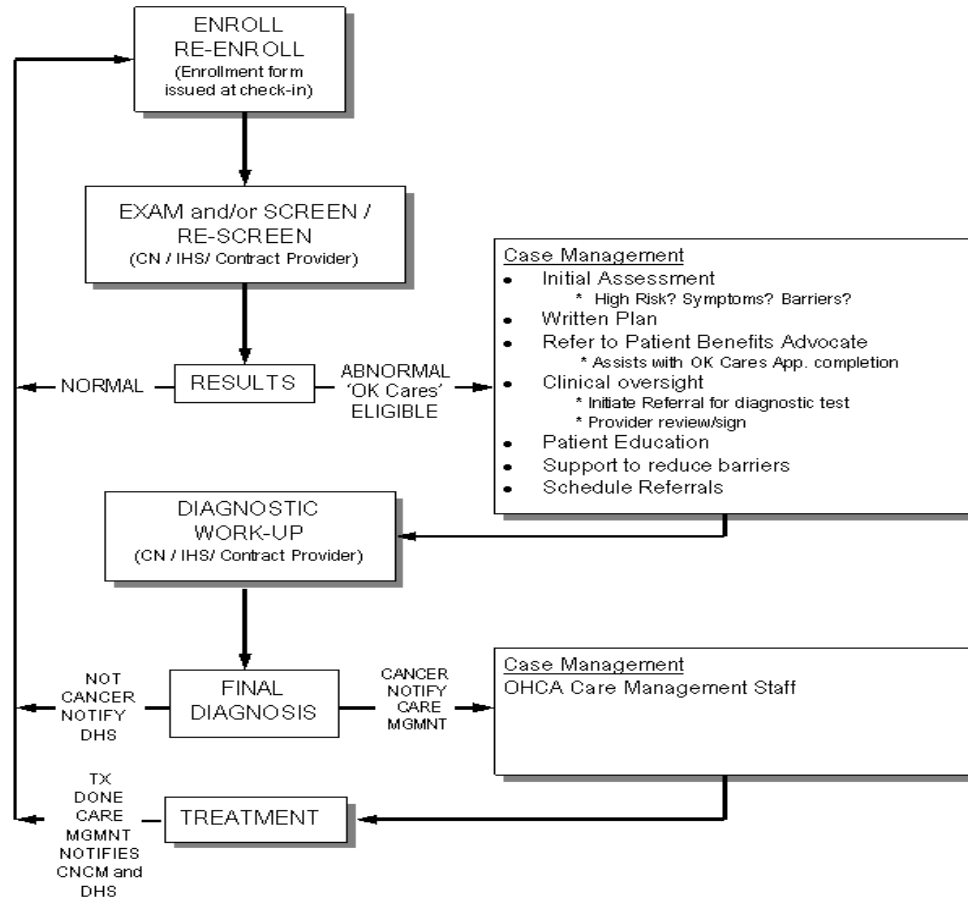 ENROLL
RE-ENROLL
(Enrollment form
issued at check-in)
EXAM and/or SCREEN /
RE-SCREEN
(CN / IHS/ Contract Provider)
NORMAL
RESULTS
ABNORMAL
'OK Cares'
ELIGIBLE
Case Management
• Initial Assessment
* High Risk? Symptoms? Barriers?
• Written Plan
• Refer to Patient Benefits Advocate
* Assists with OK Cares App. completion
• Clinical oversight
* Initiate Referral for diagnostic test
* Provider review/sign
• Patient Education
• Support to reduce barriers
• Schedule Referrals
DIAGNOSTIC
WORK-UP
(CN / IHS/ Contract Provider)
NOT
CANCER
NOTIFY
DHS
FINAL
DIAGNOSIS
CANCER
NOTIFY
CARE
MGMNT
Case Management
OHCA Care Management Staff
TX
DONE
CARE
MGMNT
NOTIFIES
CNCM and
DHS
TREATMENT